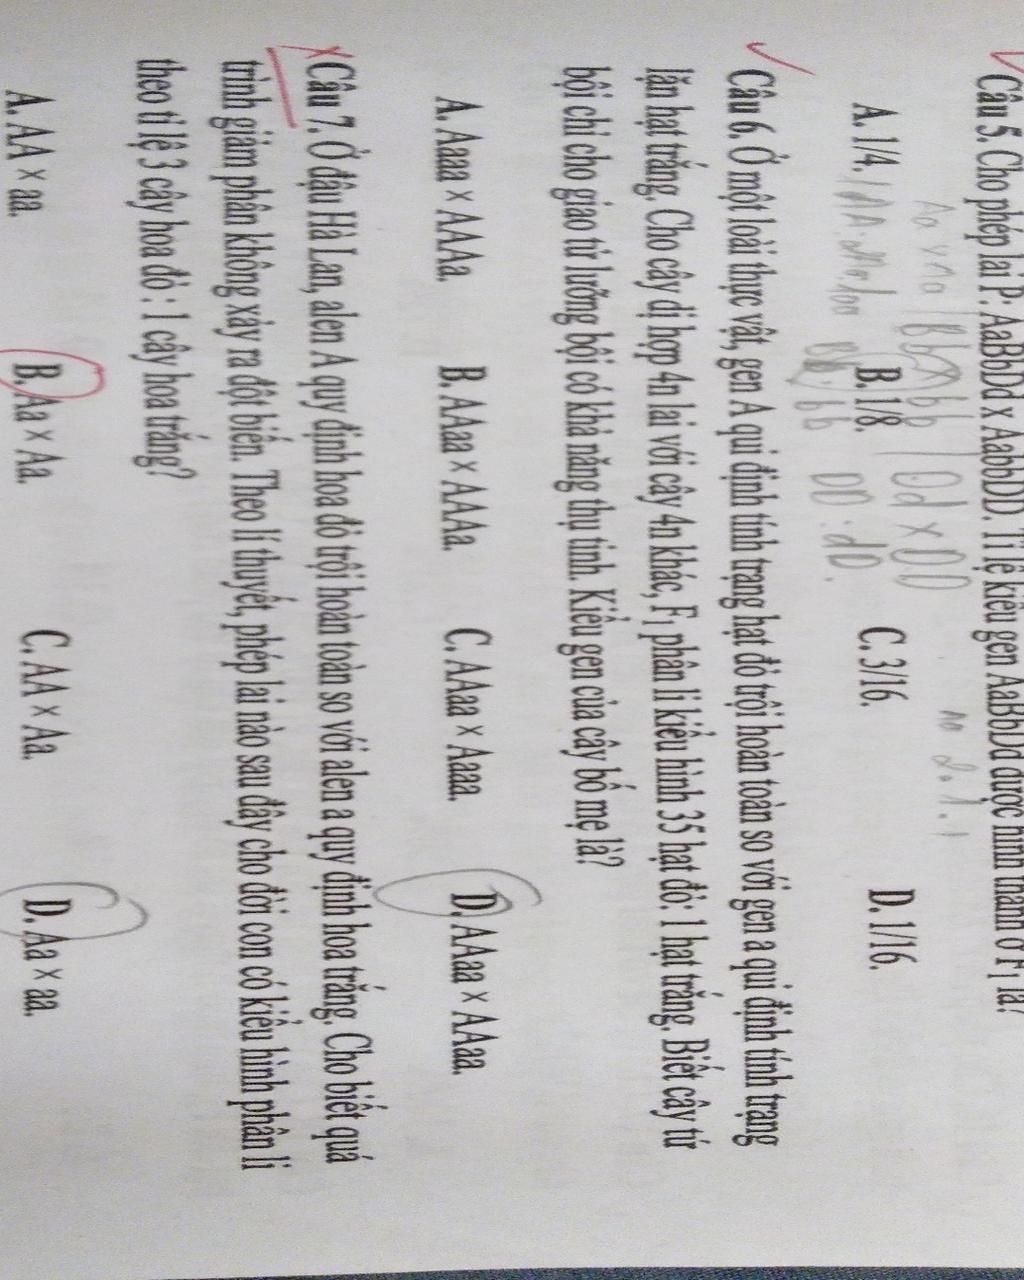 Câu 5. Cho phép lai P: AaBbDd x AabbDD. Tỉ lệ kiểu gen AaBbDd được hình thành ở F1 là?
Aa x Aa | Bb x bb | Dd x DD
A. 1/4. B. 1/8. C. 3/16. D. 1/16.
DD : dD.
Câu 6. Ở một loài thực vật, gen A qui định tính trạng hạt đỏ trội hoàn toàn so với gen a qui định tính trạng
lặn hạt trắng. Cho cây dị hợp 4n lai với cây 4n khác, F1 phân li kiểu hình 35 hạt đỏ: 1 hạt trắng. Biết cây tứ
bội chỉ cho giao tử lưỡng bội có khả năng thụ tinh. Kiểu gen của cây bố mẹ là?
A. Aaaa × AAAa. B. AAaa × AAAa. C. AAaa × Aaaa. D. AAaa × AAaa.
Câu 7. Ở đậu Hà Lan, alen A quy định hoa đỏ trội hoàn toàn so với alen a quy định hoa trắng. Cho biết quá
trình giảm phân không xảy ra đột biến. Theo lí thuyết, phép lai nào sau đây cho đời con có kiểu hình phân li
theo tỉ lệ 3 cây hoa đỏ : 1 cây hoa trắng?
A. AA × aa. B. Aa × Aa. C. AA × Aa. D. Aa × aa.